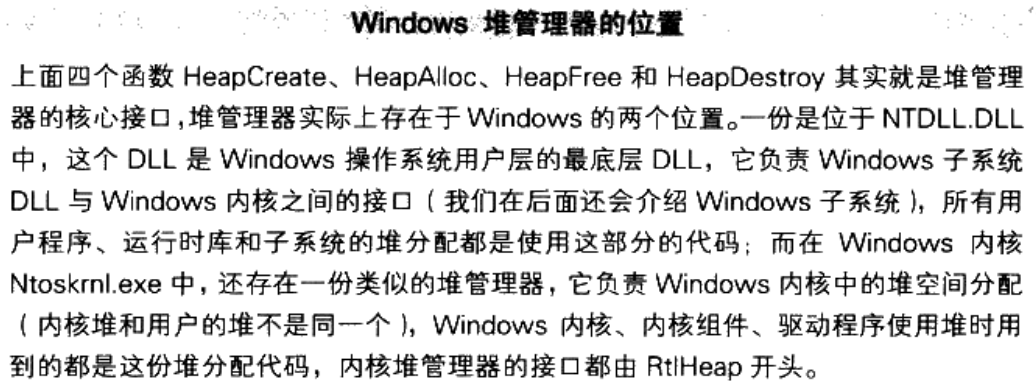 Windows 堆管理器的位置
上面四个函数 HeapCreate、HeapAlloc、HeapFree 和 HeapDestroy 其实就是堆管理
器的核心接口,堆管理器实际上存在于 Windows 的两个位置。一份是位于 NTDLL.DLL
中，这个 DLL 是 Windows 操作系统用户层的最底层 DLL，它负责 Windows 子系统
DLL 与 Windows 内核之间的接口（我们在后面还会介绍 Windows 子系统），所有用
户程序、运行时库和子系统的堆分配都是使用这部分的代码；而在 Windows 内核
Ntoskrnl.exe 中，还存在一份类似的堆管理器，它负责 Windows 内核中的堆空间分配
（内核堆和用户的堆不是同一个），Windows 内核、内核组件、驱动程序使用堆时用
到的都是这份堆分配代码，内核堆管理器的接口都由 RtlHeap 开头。